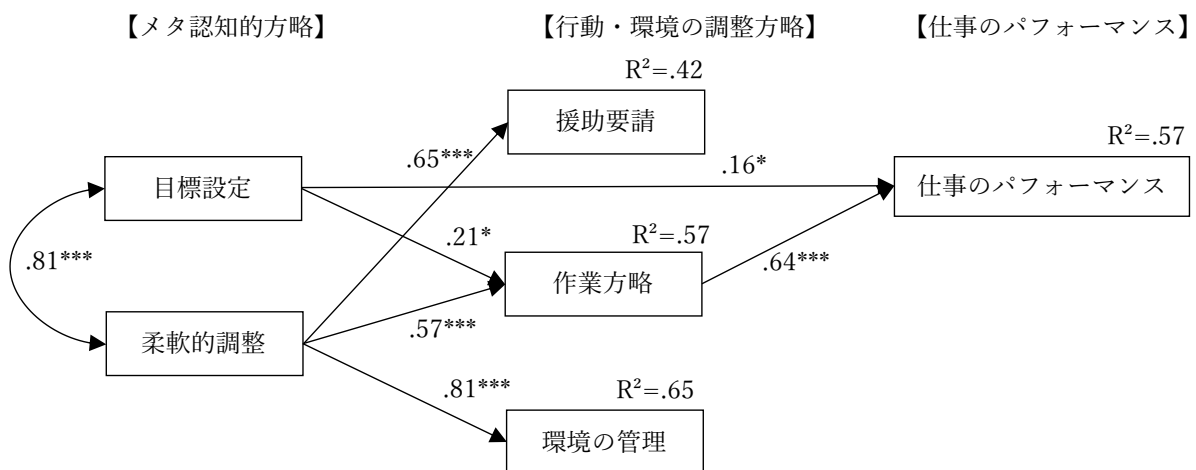 【メタ認知的方略】
【行動・環境の調整方略】
【仕事のパフォーマンス】
R²=.42
援助要請
R²=.57
.65***
.16*
目標設定
仕事のパフォーマンス
.21*
R²=.57
.81***
.64***
作業方略
.57***
柔軟的調整
.81***
R²=.65
環境の管理